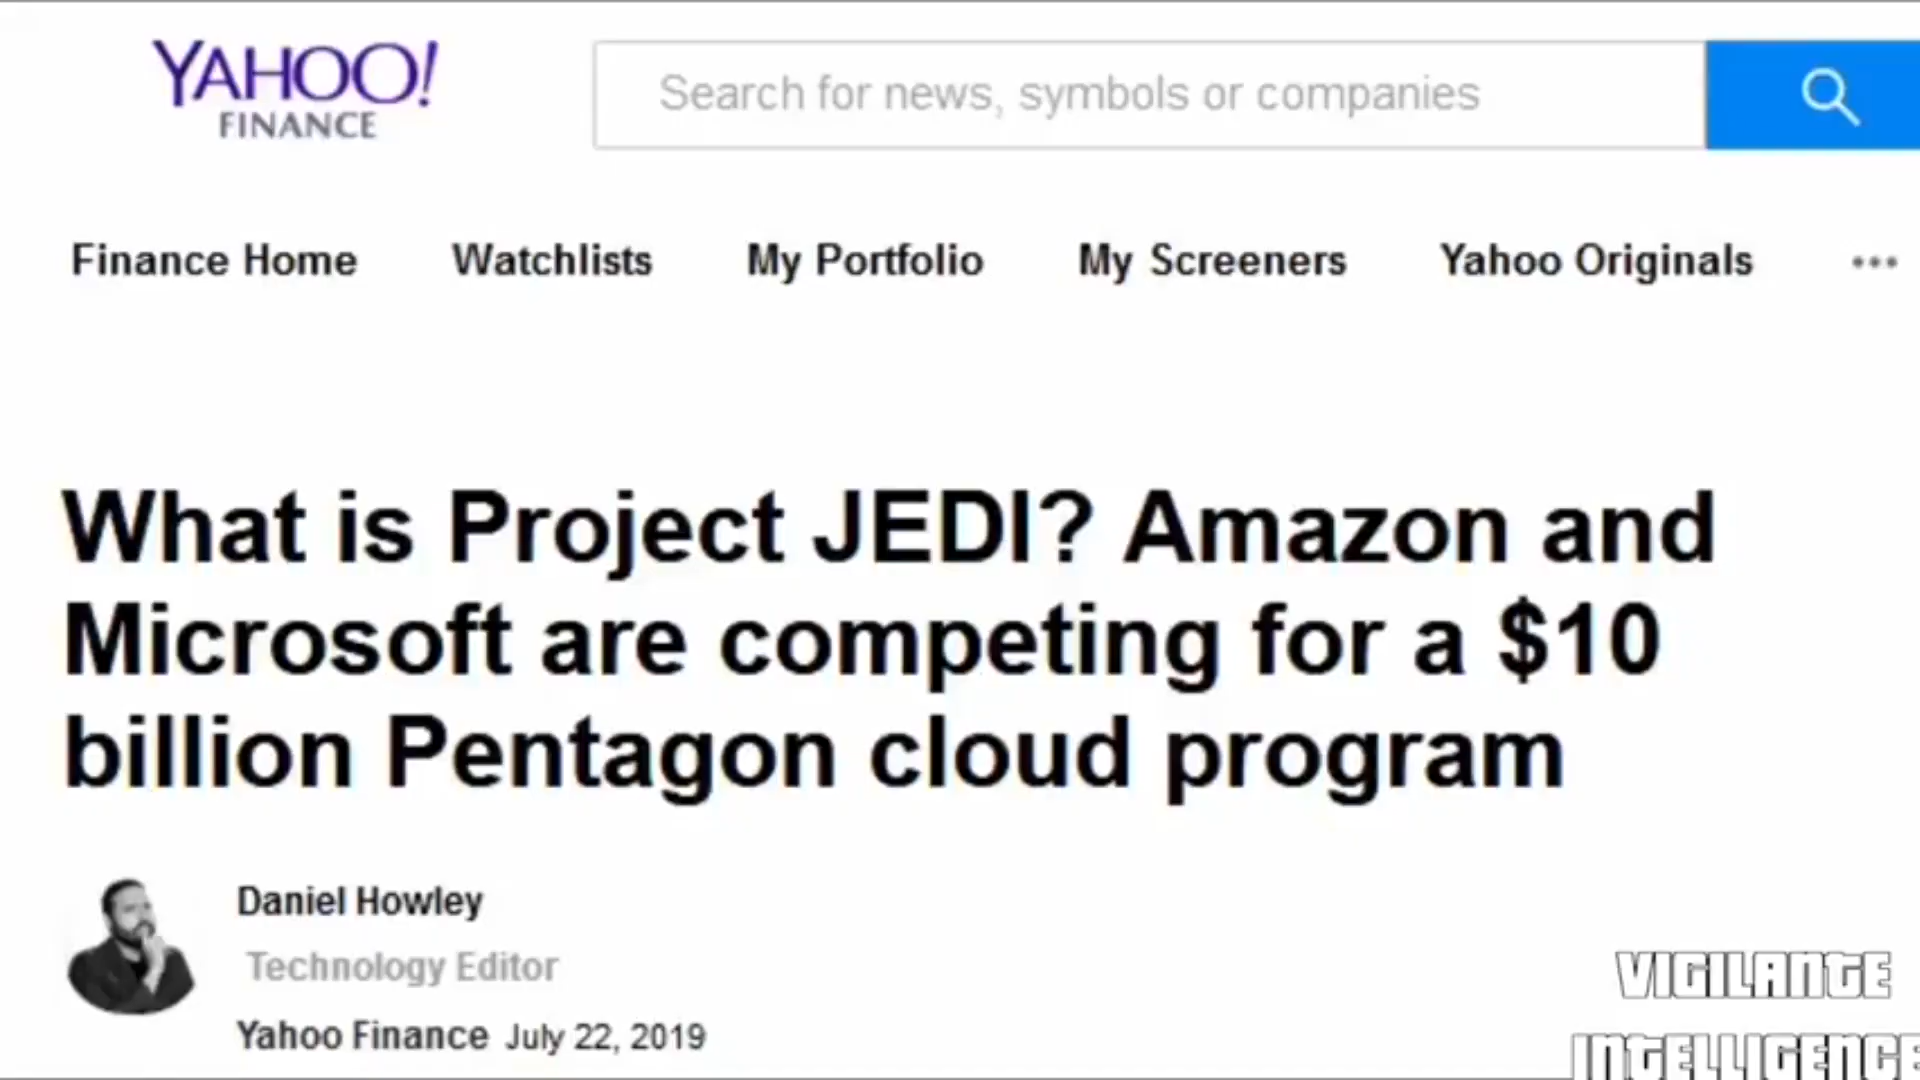 YAHOO!
FINANCE
Search for news, symbols or companies
Finance Home Watchlists My Portfolio My Screeners Yahoo Originals ...
What is Project JEDI? Amazon and
Microsoft are competing for a $10
billion Pentagon cloud program
Daniel Howley
Technology Editor
Yahoo Finance July 22, 2019
VIGILANTE
INTELLIGENCE